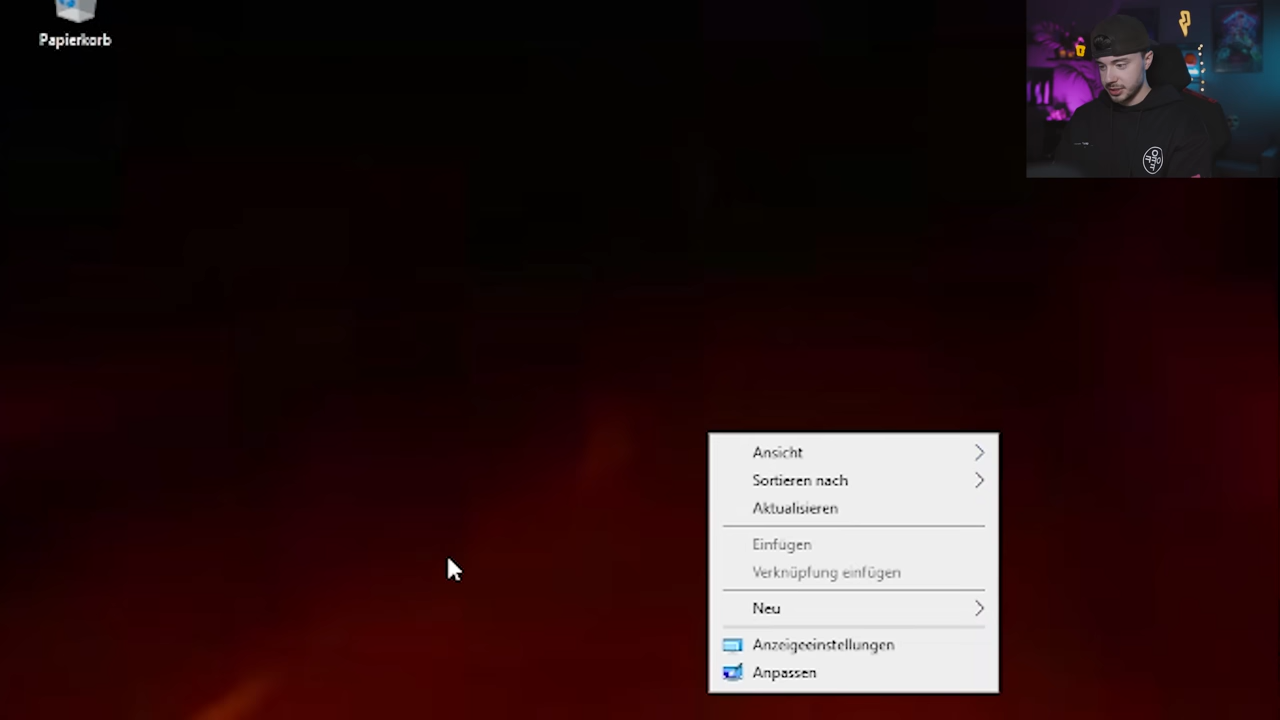 Papierkorb
Ansicht
Sortieren nach
Aktualisieren
Einfügen
Verknüpfung einfügen
Neu
Anzeigeeinstellungen
Anpassen